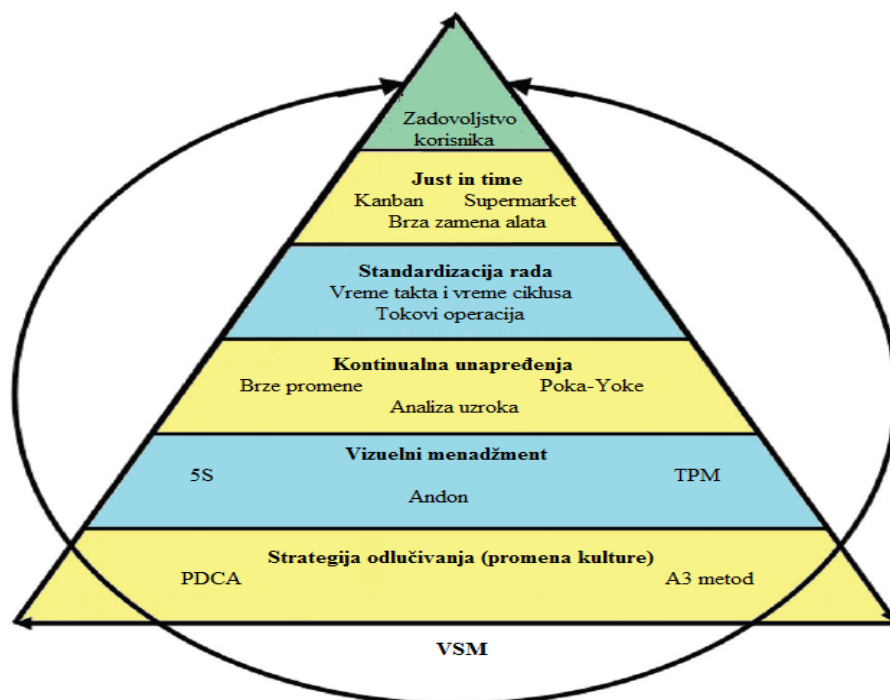 Zadovoljstvo
korisnika
Just in time
Kanban Supermarket
Brza zamena alata
Standardizacija rada
Vreme takta i vreme ciklusa
Tokovi operacija
Kontinualna unapređenja
Brze promene Poka-Yoke
Analiza uzroka
Vizuelni menadžment
5S TPM
Andon
Strategija odlučivanja (promena kulture)
PDCA A3 metod
VSM